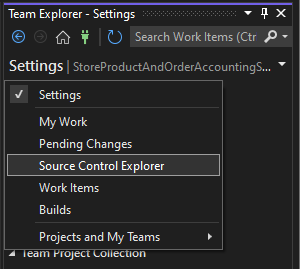 Team Explorer - Settings
Search Work Items (Ctr
Settings | StoreProductAndOrderAccountingS...
Settings
My Work
Pending Changes
Source Control Explorer
Work Items
Builds
Projects and My Teams
Team Project Collection